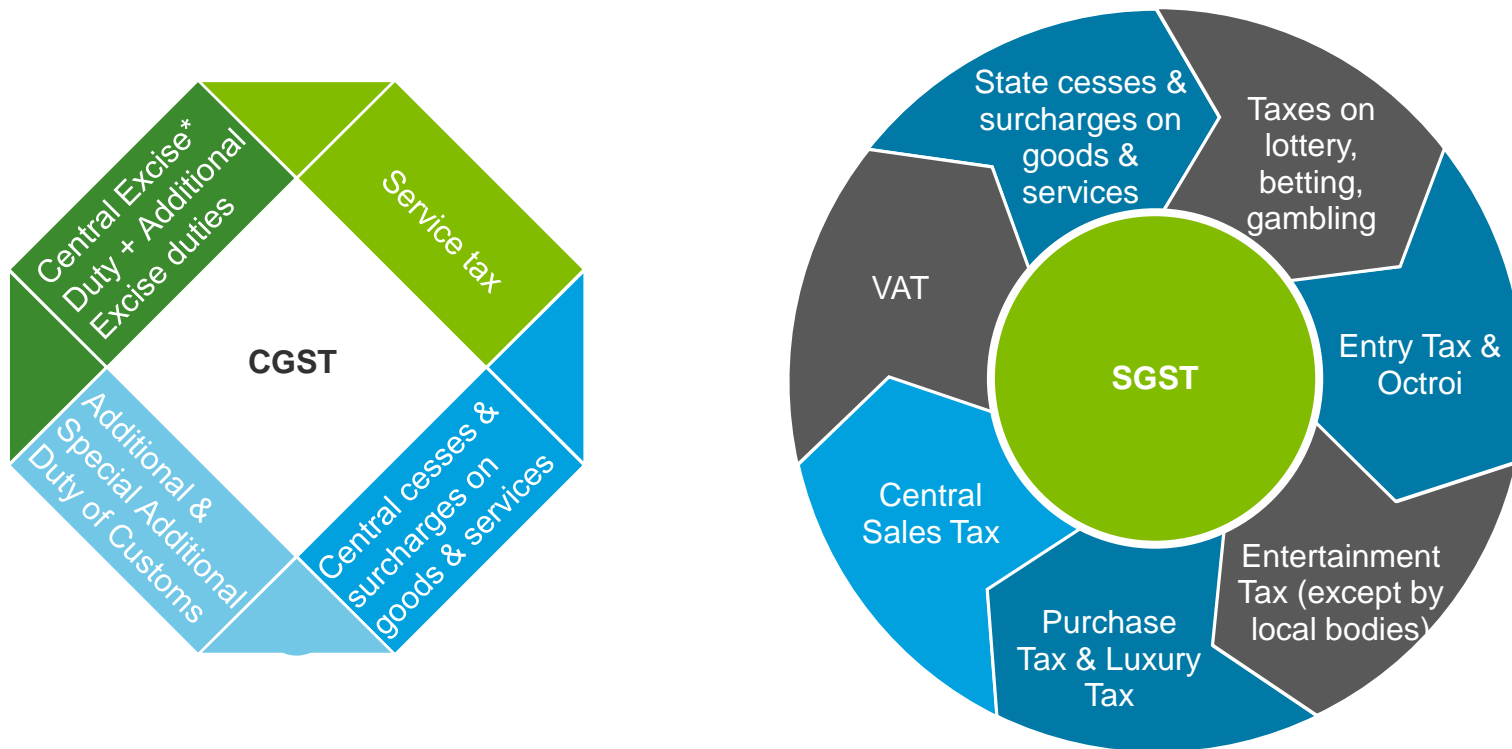 Central Excise*
Duty + Additional
Excise duties
Service tax
CGST
Additional &
Special Additional
Duty of Customs
Central cesses &
surcharges on
goods & services
State cesses &
surcharges on
goods &
services
Taxes on
lottery,
betting,
gambling
VAT
SGST
Entry Tax &
Octroi
Central
Sales Tax
Entertainment
Tax (except by
local bodies)
Purchase
Tax & Luxury
Tax